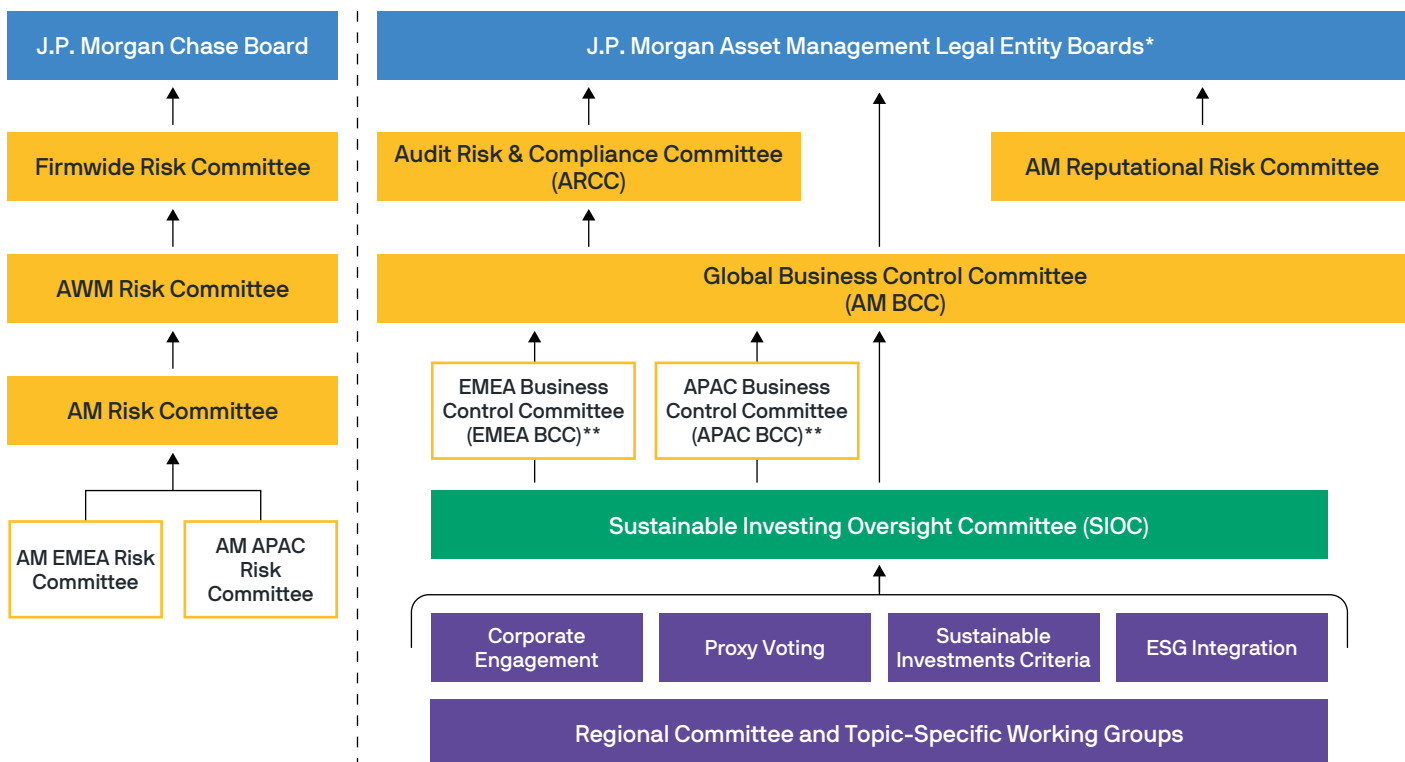 J.P. Morgan Chase Board
Firmwide Risk Committee
AWM Risk Committee
AM Risk Committee
AM EMEA Risk
Committee
AM APAC
Risk
Committee
J.P. Morgan Asset Management Legal Entity Boards*
Audit Risk & Compliance Committee
(ARCC)
AM Reputational Risk Committee
Global Business Control Committee
(AM BCC)
EMEA Business
Control Committee
(EMEA BCC)**
APAC Business
Control Committee
(APAC BCC)**
Sustainable Investing Oversight Committee (SIOC)
Corporate
Engagement
Proxy Voting
Sustainable
Investments Criteria
ESG Integration
Regional Committee and Topic-Specific Working Groups